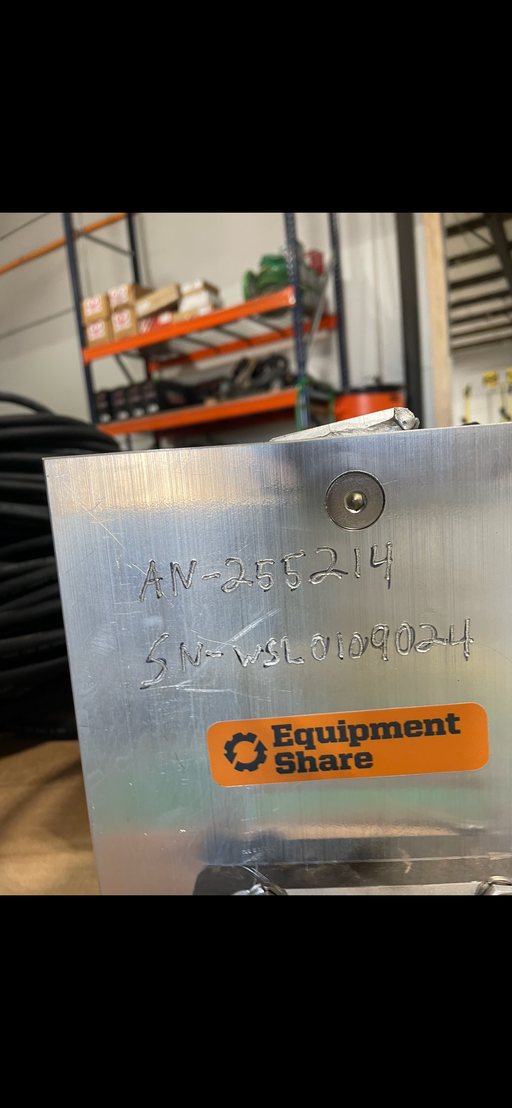 AN-255214
SN-WSL0109024
Equipment
Share